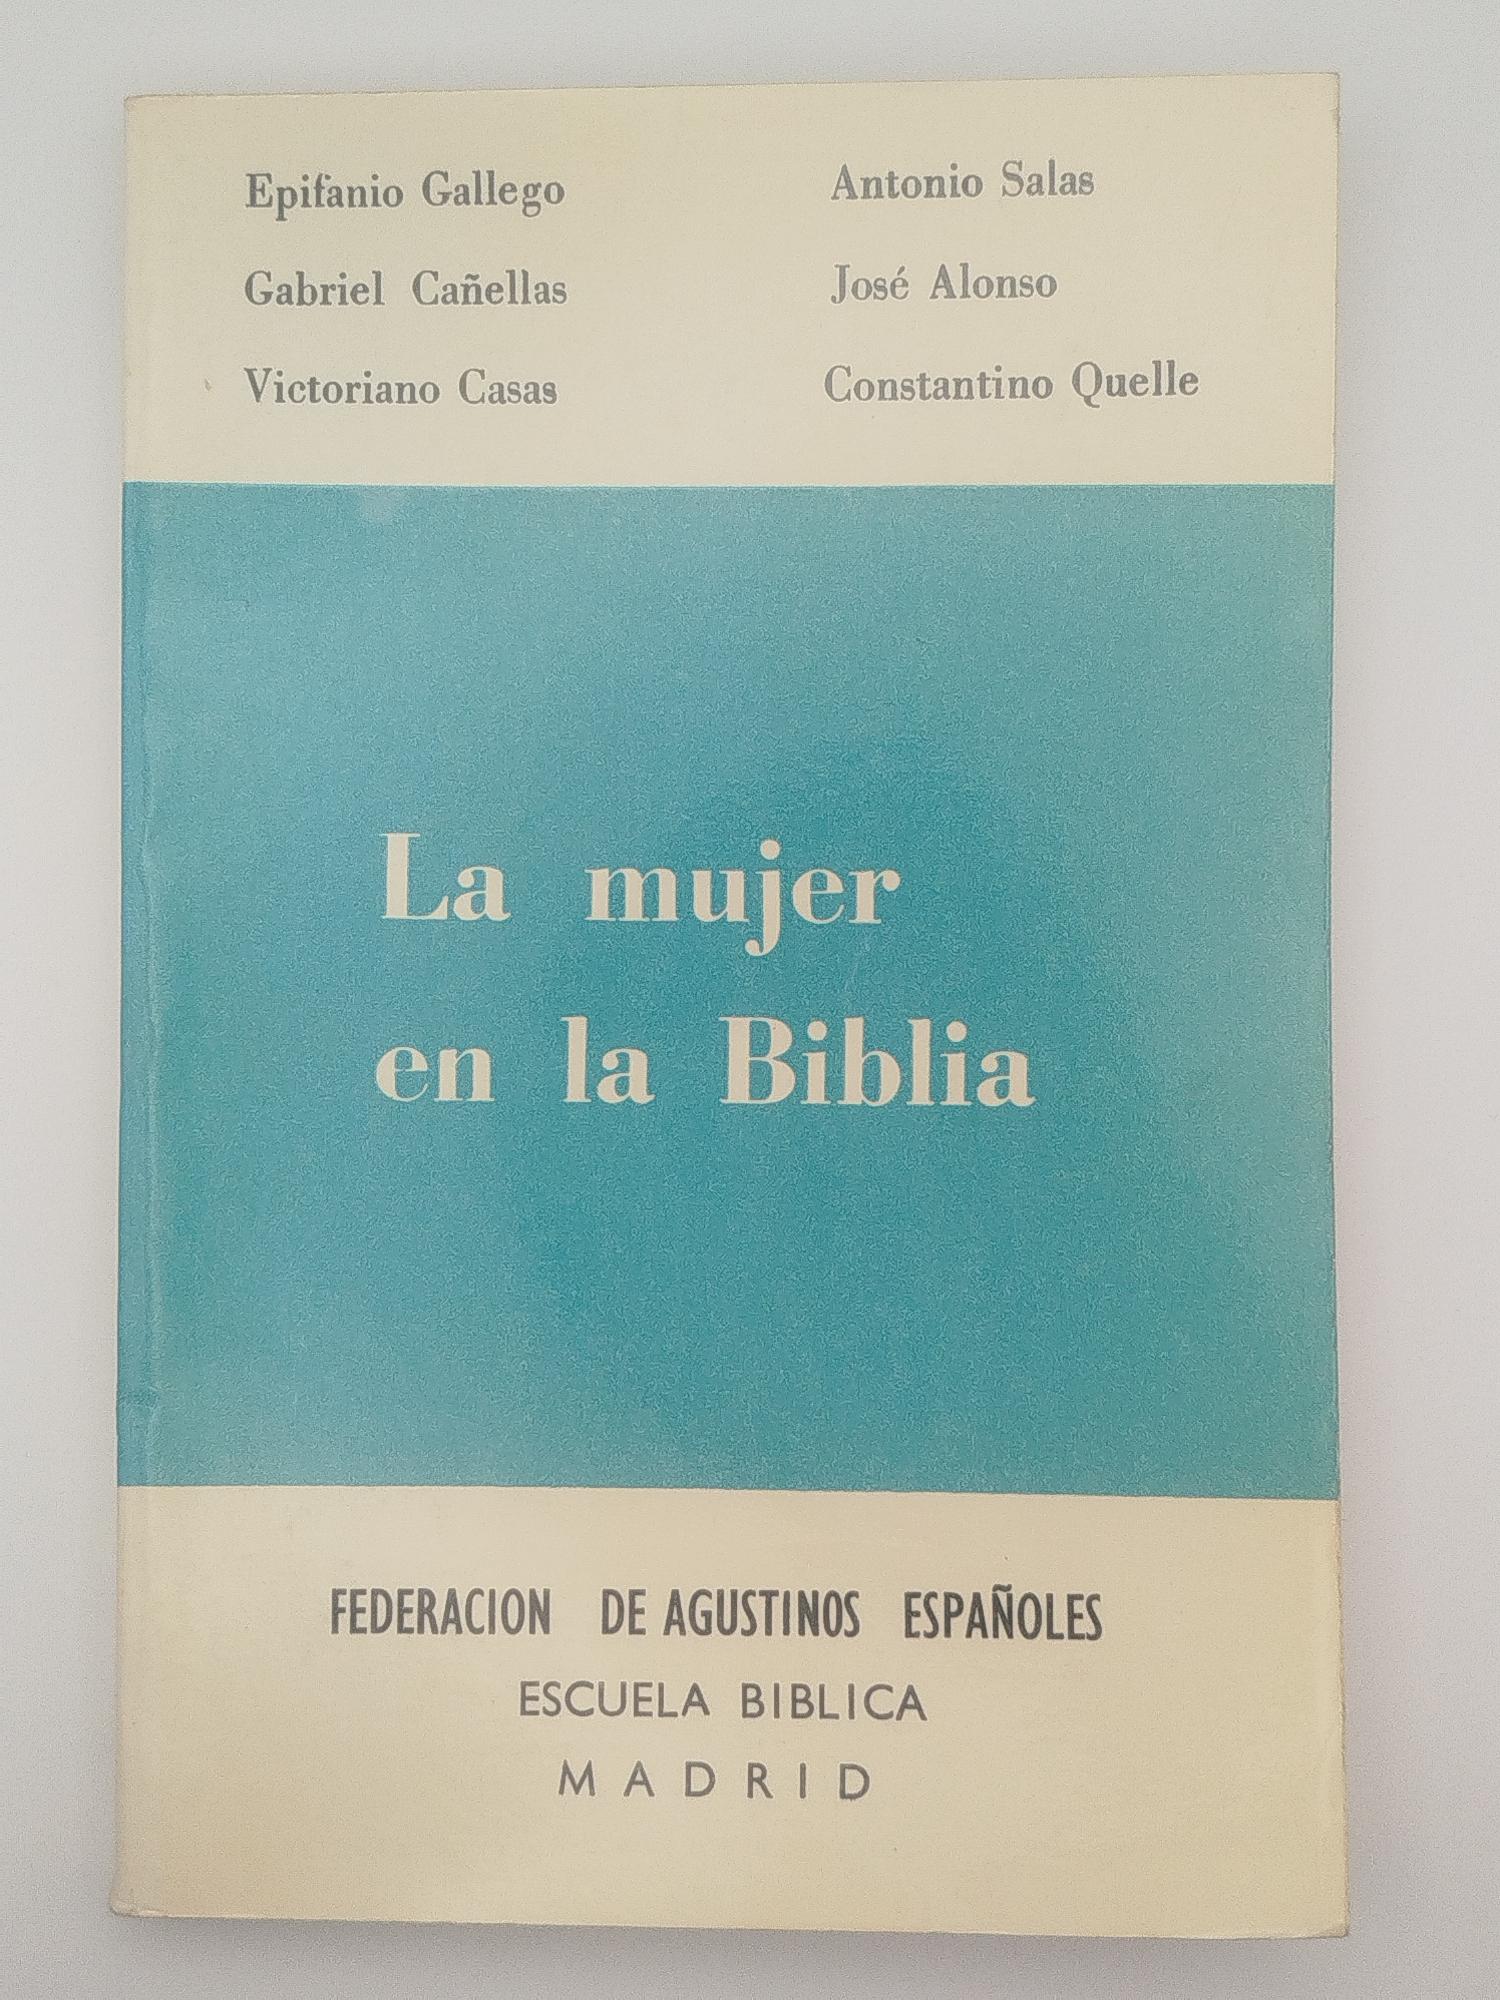 Epifanio Gallego
Antonio Salas
Gabriel Cañellas
José Alonso
Victoriano Casas
Constantino Quelle
La mujer
en la Biblia
FEDERACION DE AGUSTINOS ESPAÑOLES
ESCUELA BIBLICA
MADRID